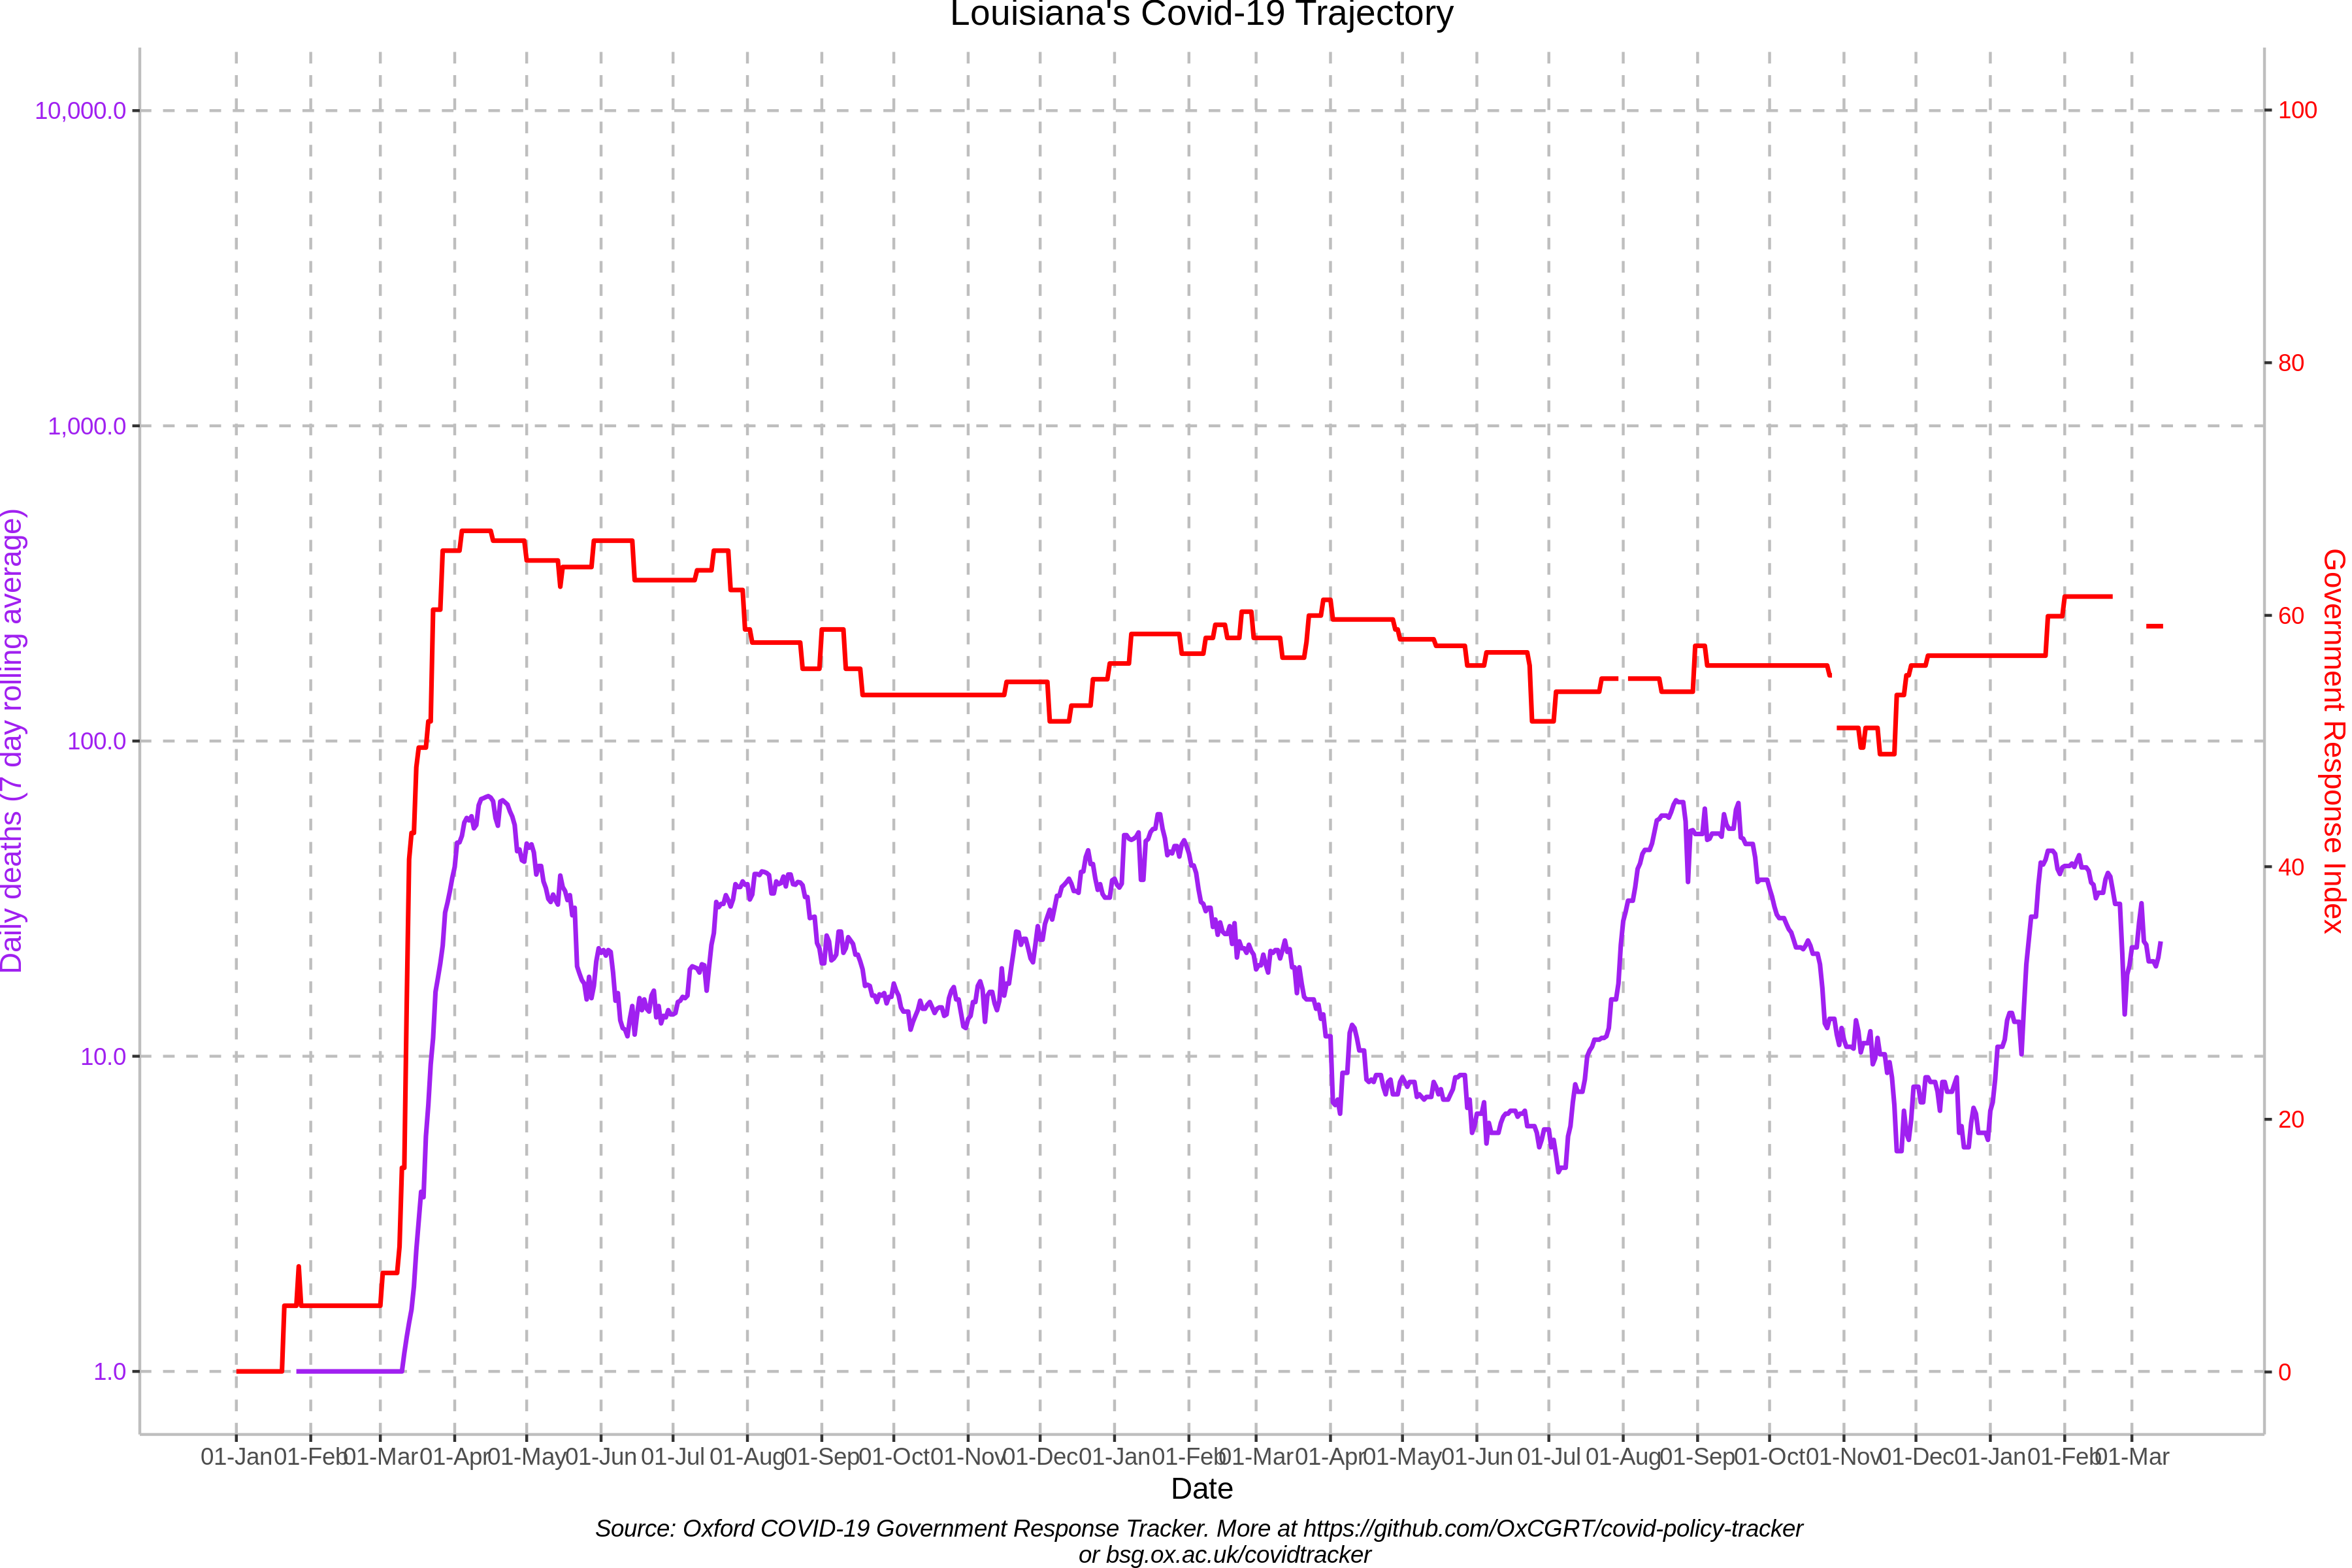 Louisiana's Covid-19 Trajectory
10,000.0
1,000.0
100.0
10.0
1.0
Daily deaths (7 day rolling average)
100
80
60
40
20
0
Government Response Index
01-Jan 01-Feb 01-Mar 01-Apr 01-May 01-Jun 01-Jul 01-Aug 01-Sep 01-Oct 01-Nov 01-Dec 01-Jan 01-Feb 01-Mar 01-Apr 01-May 01-Jun 01-Jul 01-Aug 01-Sep 01-Oct 01-Nov 01-Dec 01-Jan 01-Feb 01-Mar
Date
Source: Oxford COVID-19 Government Response Tracker. More at https://github.com/OxCGRT/covid-policy-tracker
or bsg.ox.ac.uk/covidtracker